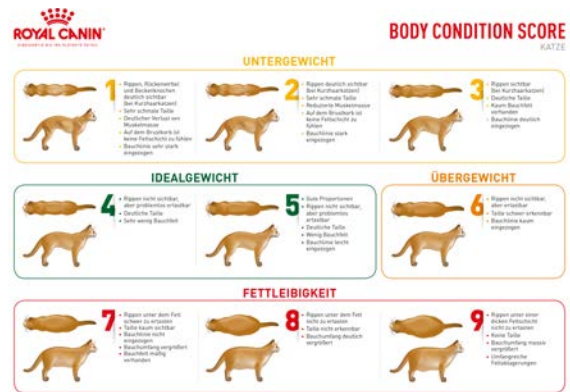 ROYAL CANIN
BODY CONDITION SCORE
KATZE
UNTERGEWICHT
1
Rippen, Rückenwirbel
und Beckenknochen
deutlich sichtbar
(bei Kurzhaarkatzen)
Sehr schmale Taille
Deutlicher Verlust von
Muskelmasse
Auf dem Brustkorb ist
keine Fettschicht zu fühlen
Bauchlinie sehr stark
eingezogen
2
Rippen deutlich sichtbar
(bei Kurzhaarkatzen)
Sehr schmale Taille
Reduzierte Muskelmasse
Auf dem Brustkorb ist
keine Fettschicht zu
fühlen
Bauchlinie stark
eingezogen
3
Rippen sichtbar
(bei Kurzhaarkatzen)
Deutliche Taille
Kaum Bauchfett
vorhanden
Bauchlinie deutlich
eingezogen
IDEALGEWICHT
4
Rippen nicht sichtbar,
aber problemlos ertastbar
Deutliche Taille
Sehr wenig Bauchfett
5
Gute Proportionen
Rippen nicht sichtbar,
aber problemlos
ertastbar
Deutliche Taille
Wenig Bauchfett
Bauchlinie leicht
eingezogen
ÜBERGEWICHT
6
Rippen nicht sichtbar,
aber ertastbar
Taille schwer erkennbar
Bauchlinie kaum
eingezogen
FETTLEIBIGKEIT
7
Rippen unter dem Fett
schwer zu ertasten
Taille kaum sichtbar
Bauchlinie nicht
eingezogen
Bauchumfang vergrößert
Bauchfett mäßig
vorhanden
8
Rippen unter dem Fett
nicht zu ertasten
Taille nicht erkennbar
Bauchumfang deutlich
vergrößert
9
Rippen unter einer
dicken Fettschicht
nicht zu ertasten
Keine Taille
Bauchumfang massiv
vergrößert
Umfangreiche
Fettablagerungen